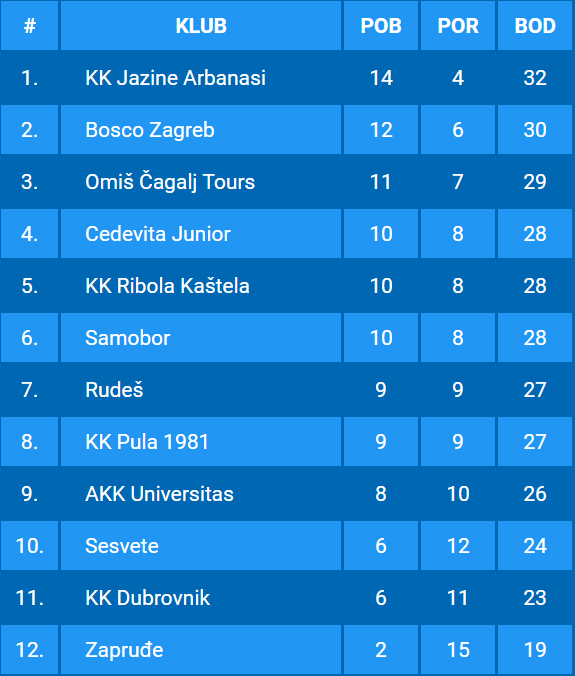 # KLUB POB POR BOD
1. KK Jazine Arbanasi 14 4 32
2. Bosco Zagreb 12 6 30
3. Omiš Čagalj Tours 11 7 29
4. Cedevita Junior 10 8 28
5. KK Ribola Kaštela 10 8 28
6. Samobor 10 8 28
7. Rudeš 9 9 27
8. KK Pula 1981 9 9 27
9. AKK Universitas 8 10 26
10. Sesvete 6 12 24
11. KK Dubrovnik 6 11 23
12. Zapruđe 2 15 19